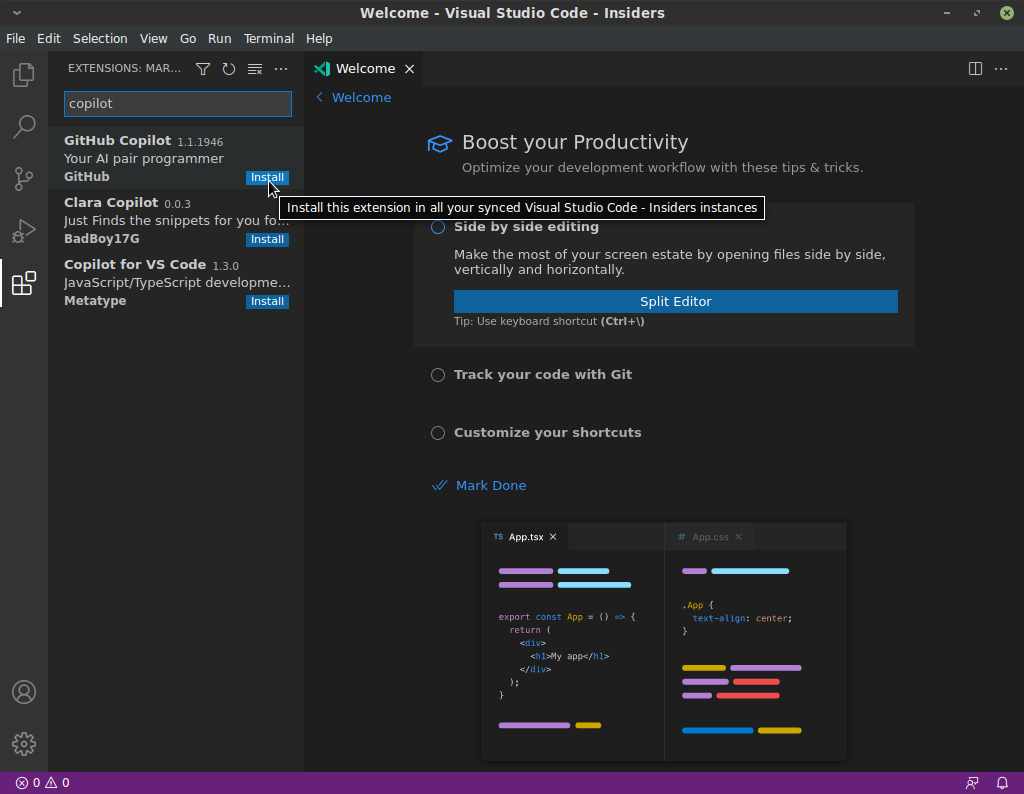 Welcome - Visual Studio Code - Insiders
File Edit Selection View Go Run Terminal Help
EXTENSIONS: MAR...
Welcome
copilot
Welcome
GitHub Copilot 1.1.1946
Your AI pair programmer
GitHub
Install
Clara Copilot 0.0.3
Just Finds the snippets for you fo...
BadBoy17G
Install
Copilot for VS Code 1.3.0
JavaScript/TypeScript developme...
Metatype
Install
Boost your Productivity
Optimize your development workflow with these tips & tricks.
Install this extension in all your synced Visual Studio Code - Insiders instances
Side by side editing
Make the most of your screen estate by opening files side by side,
vertically and horizontally.
Split Editor
Tip: Use keyboard shortcut (Ctrl+\)
Track your code with Git
Customize your shortcuts
Mark Done
TS App.tsx
export const App = () => {
return (
<div>
<h1>My app</h1>
</div>
);
}
# App.css
.App {
text-align: center;
}
0 0